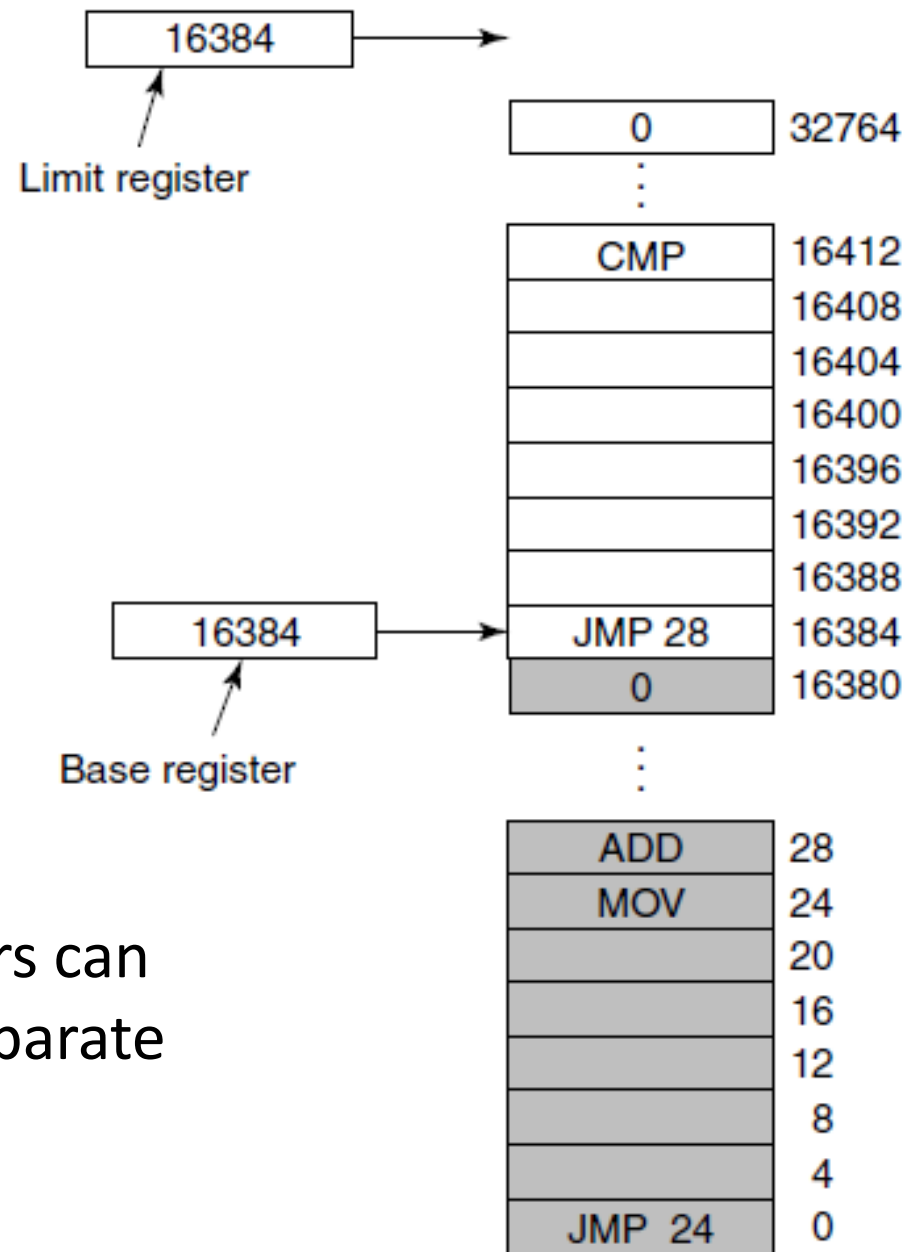 16384
Limit register
0 32764
CMP 16412
16408
16404
16400
16396
16392
16388
16384 JMP 28 16384
0 16380
Base register
ADD 28
MOV 24
20
16
12
8
4
JMP 24 0
rs can
parate